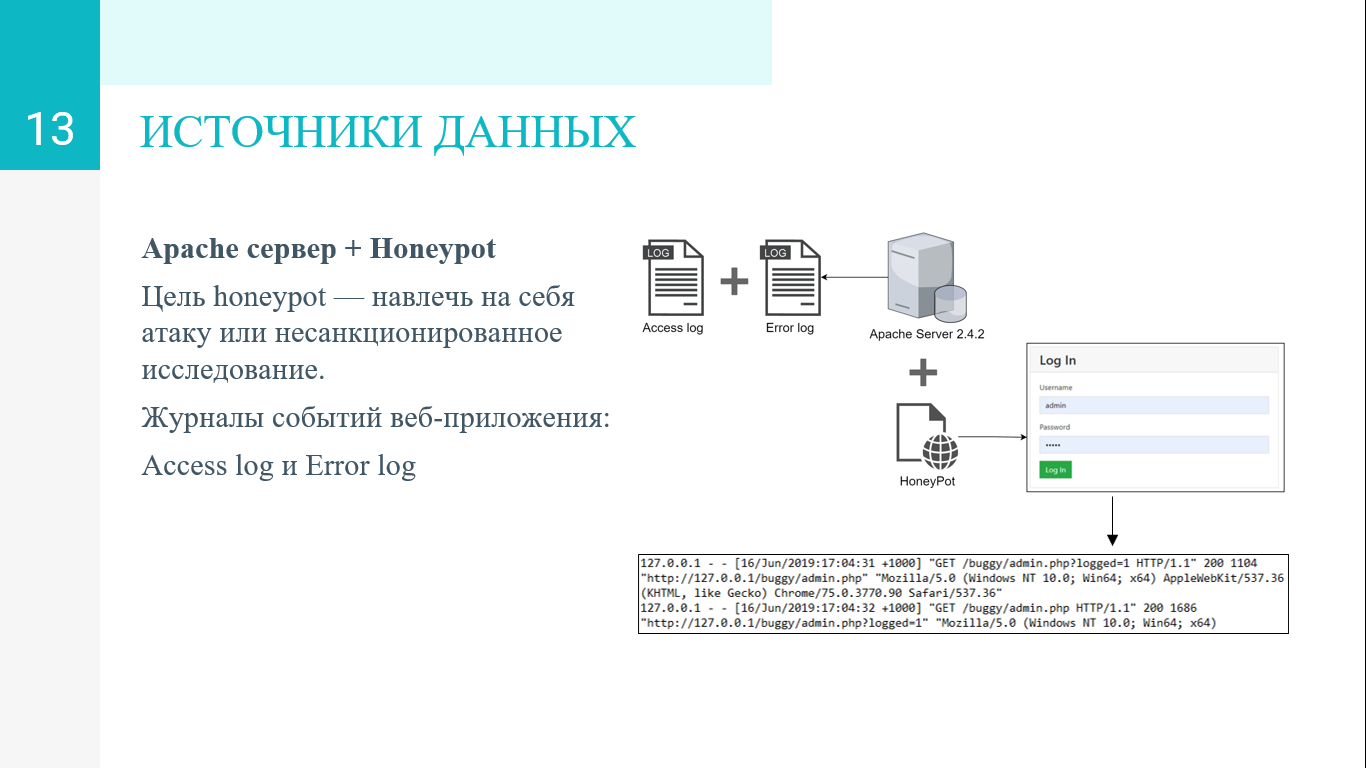 13
ИСТОЧНИКИ ДАННЫХ
Apache сервер + Honeypot
Цель honeypot — навлечь на себя
атаку или несанкционированное
исследование.
Журналы событий веб-приложения:
Access log и Error log
LOG
LOG
Access log
Error log
Apache Server 2.4.2
HoneyPot
Log In
Username
admin
Password
•••••
Log In
127.0.0.1 - - [16/Jun/2019:17:04:31 +1000] "GET /buggy/admin.php?logged=1 HTTP/1.1" 200 1104
"http://127.0.0.1/buggy/admin.php" "Mozilla/5.0 (Windows NT 10.0; Win64; x64) AppleWebKit/537.36
(KHTML, like Gecko) Chrome/75.0.3770.90 Safari/537.36"
127.0.0.1 - - [16/Jun/2019:17:04:32 +1000] "GET /buggy/admin.php HTTP/1.1" 200 1686
"http://127.0.0.1/buggy/admin.php?logged=1" "Mozilla/5.0 (Windows NT 10.0; Win64; x64)